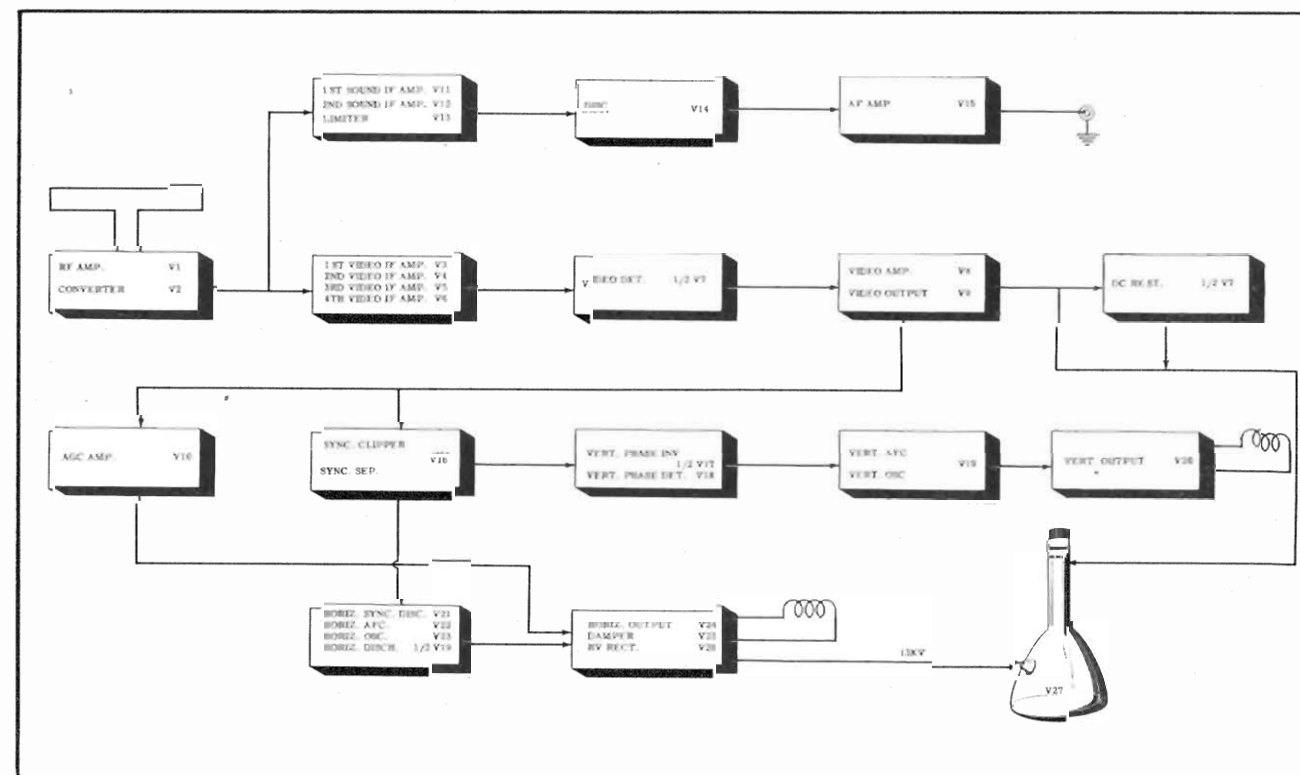 1ST SOUND IF AMP. V11
2ND SOUND IF AMP. V12
LIMITER V13
DISC. V14
AF AMP V15
RF AMP. V1
CONVERTER V2
1ST VIDEO IF AMP. V3
2ND VIDEO IF AMP. V4
3RD VIDEO IF AMP. V5
4TH VIDEO IF AMP. V6
V IDEO DET. 1/2 V7
VIDEO AMP. V8
VIDEO OUTPUT V9
DC REST. 1/2 V7
AGC AMP. V10
SYNC. CLIPPER
V16
SYNC. SEP.
VERT. PHASE INV
1/2 V17
VERT. PHASE DET. V18
VERT. AFC
V19
VERT. OSC
VERT. OUTPUT V20
HORIZ. SYNC. DISC. V21
HORIZ. AFC. V22
HORIZ. OSC. V23
HORIZ. DISCH. 1/2 V19
HORIZ. OUTPUT V24
DAMPER V25
HV RECT. V26
13KV
V27